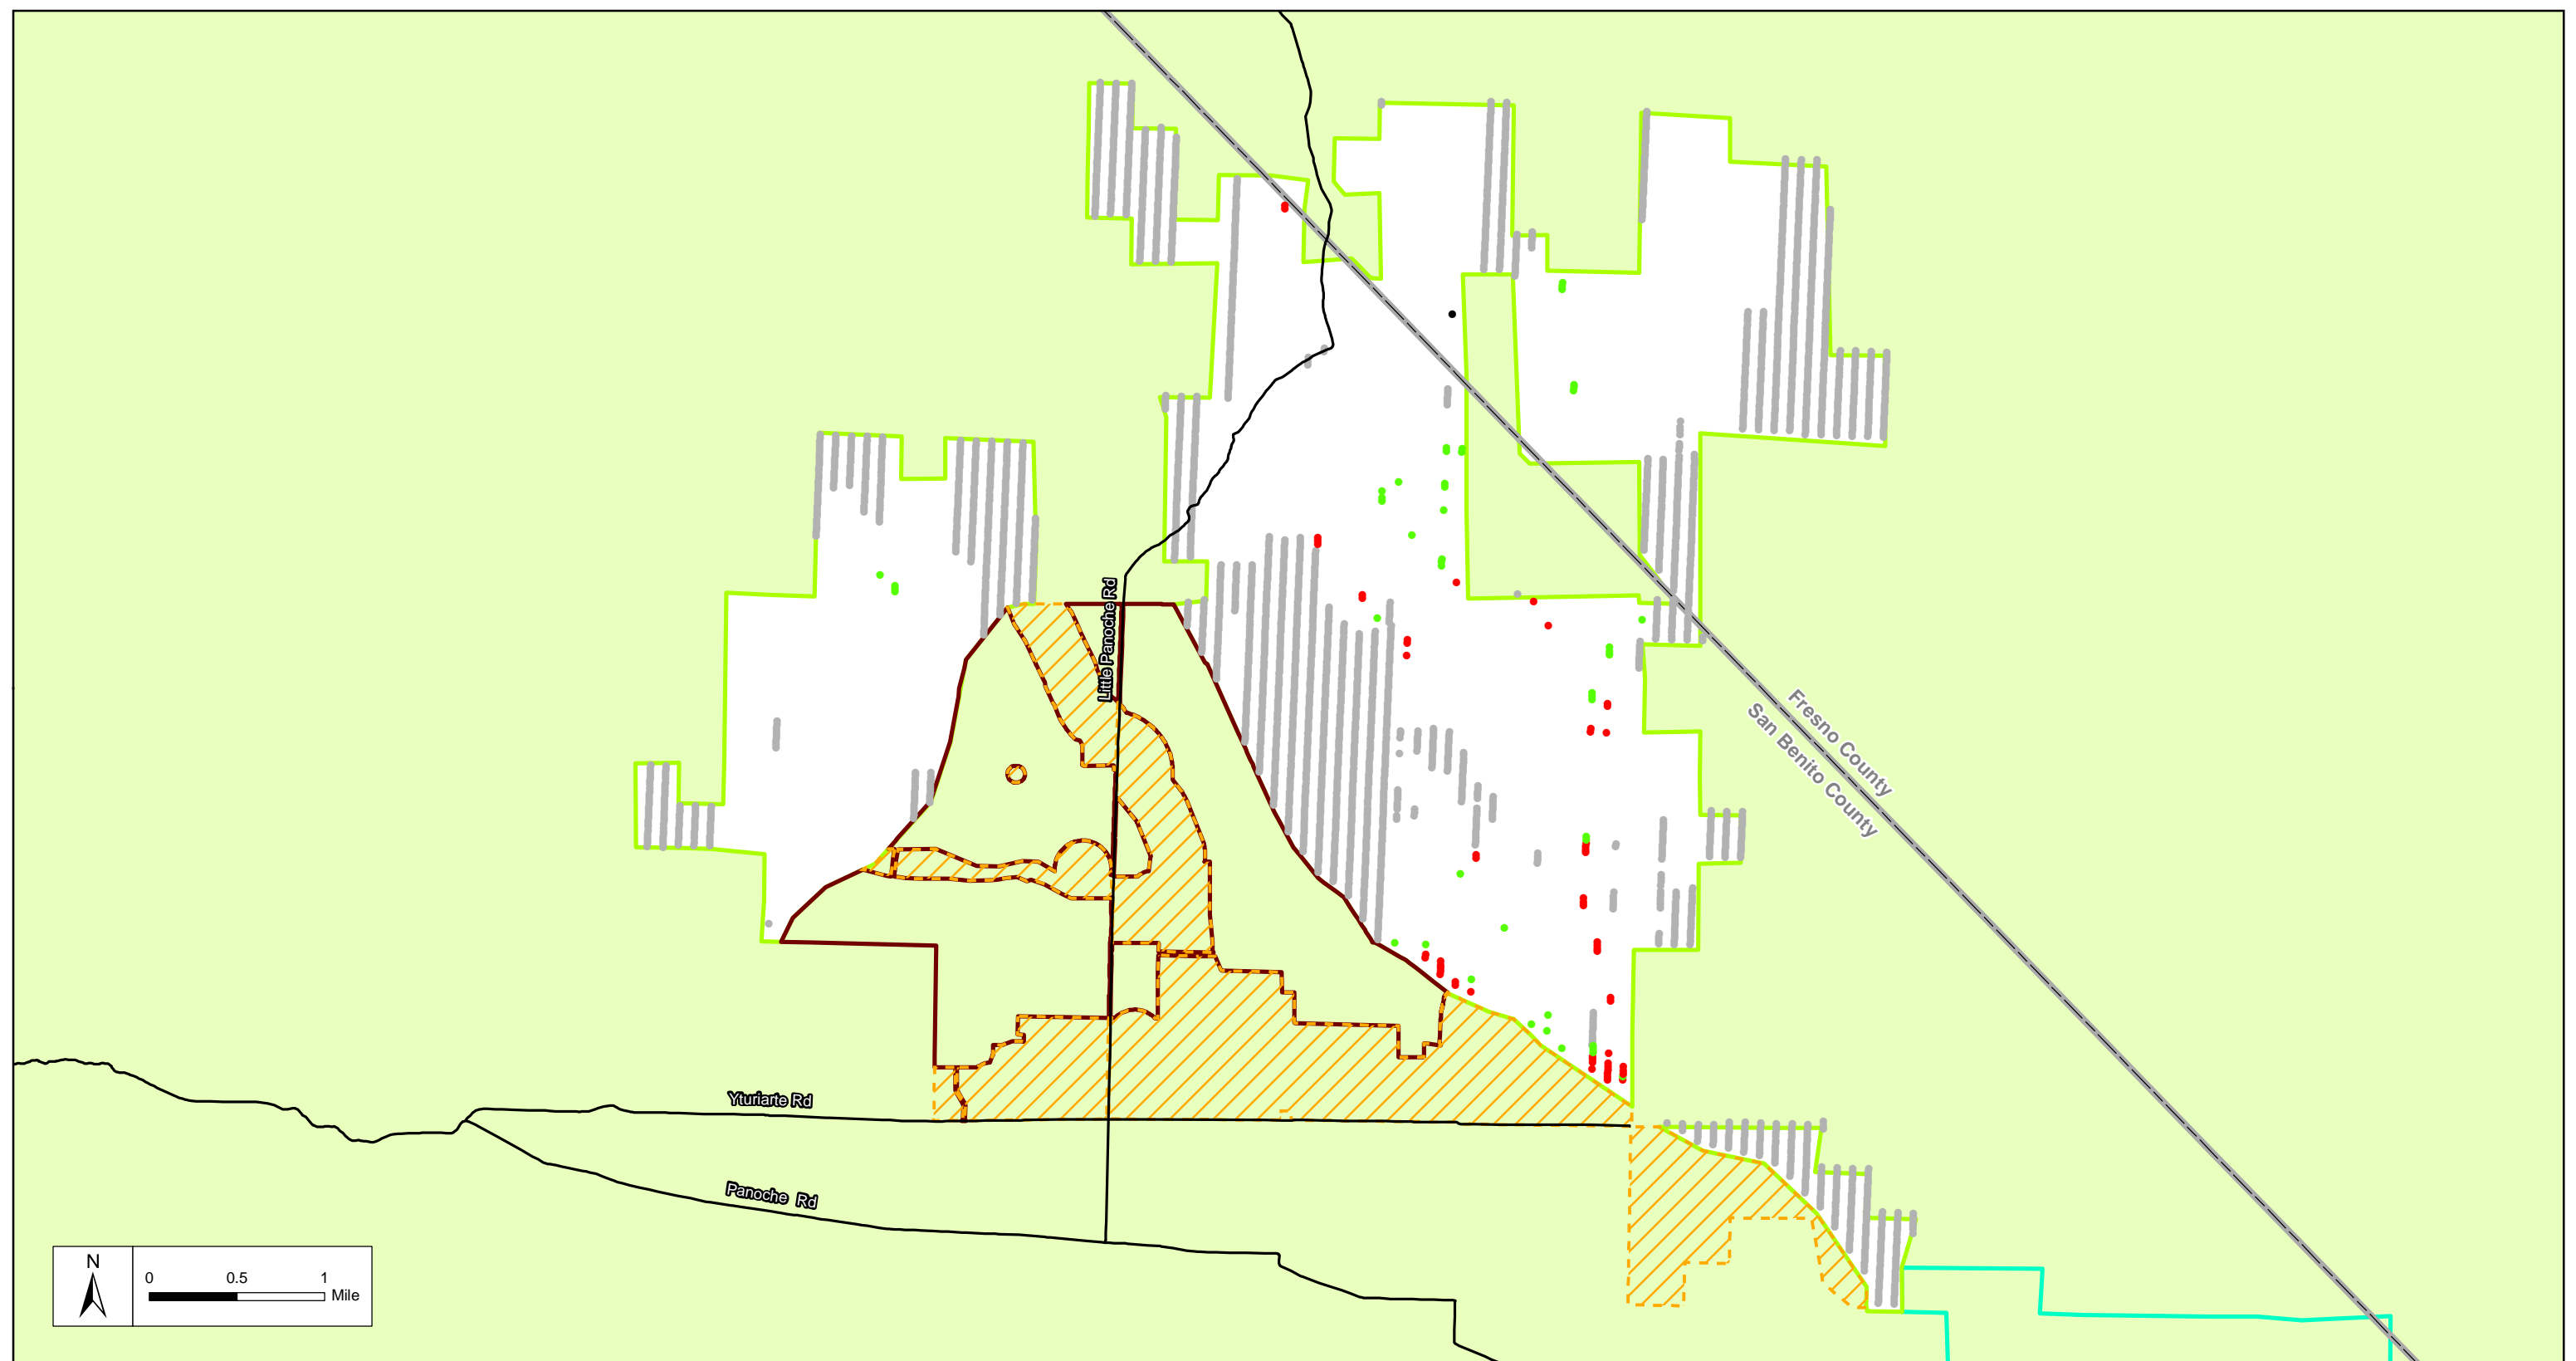 Little Panoche Rd
Fresno County
San Benito County
Yturiarte Rd
Panoche Rd
N
0 0.5 1
Mile